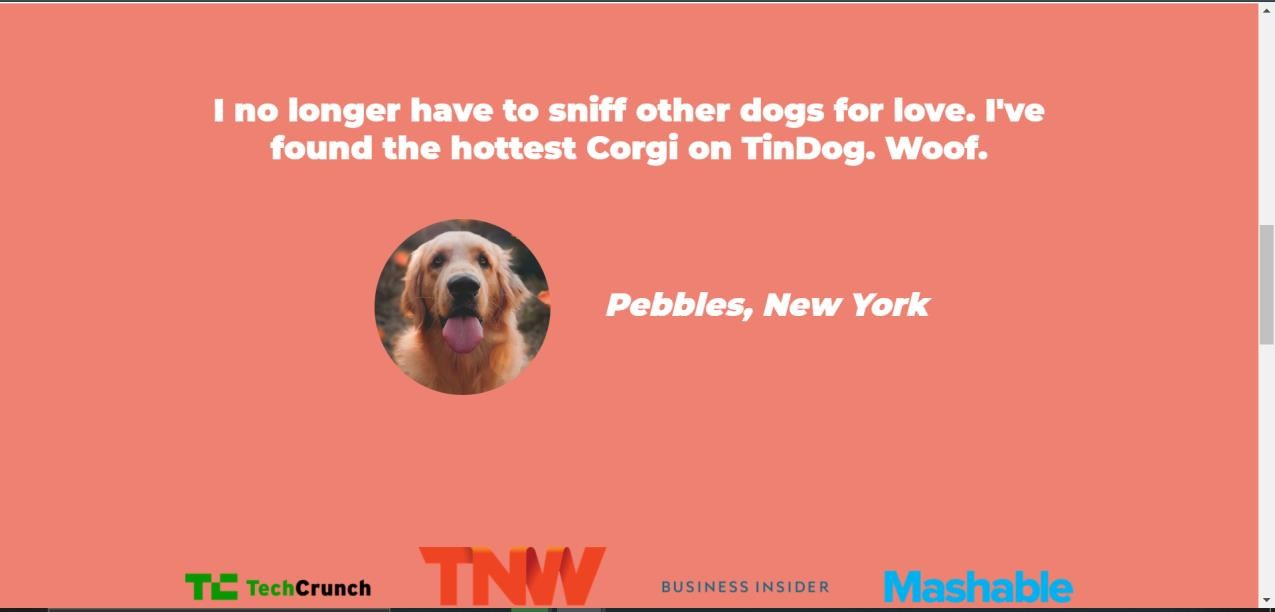 I no longer have to sniff other dogs for love. I've
found the hottest Corgi on TinDog. Woof.
Pebbles, New York
TC TechCrunch
TNW
BUSINESS INSIDER
Mashable